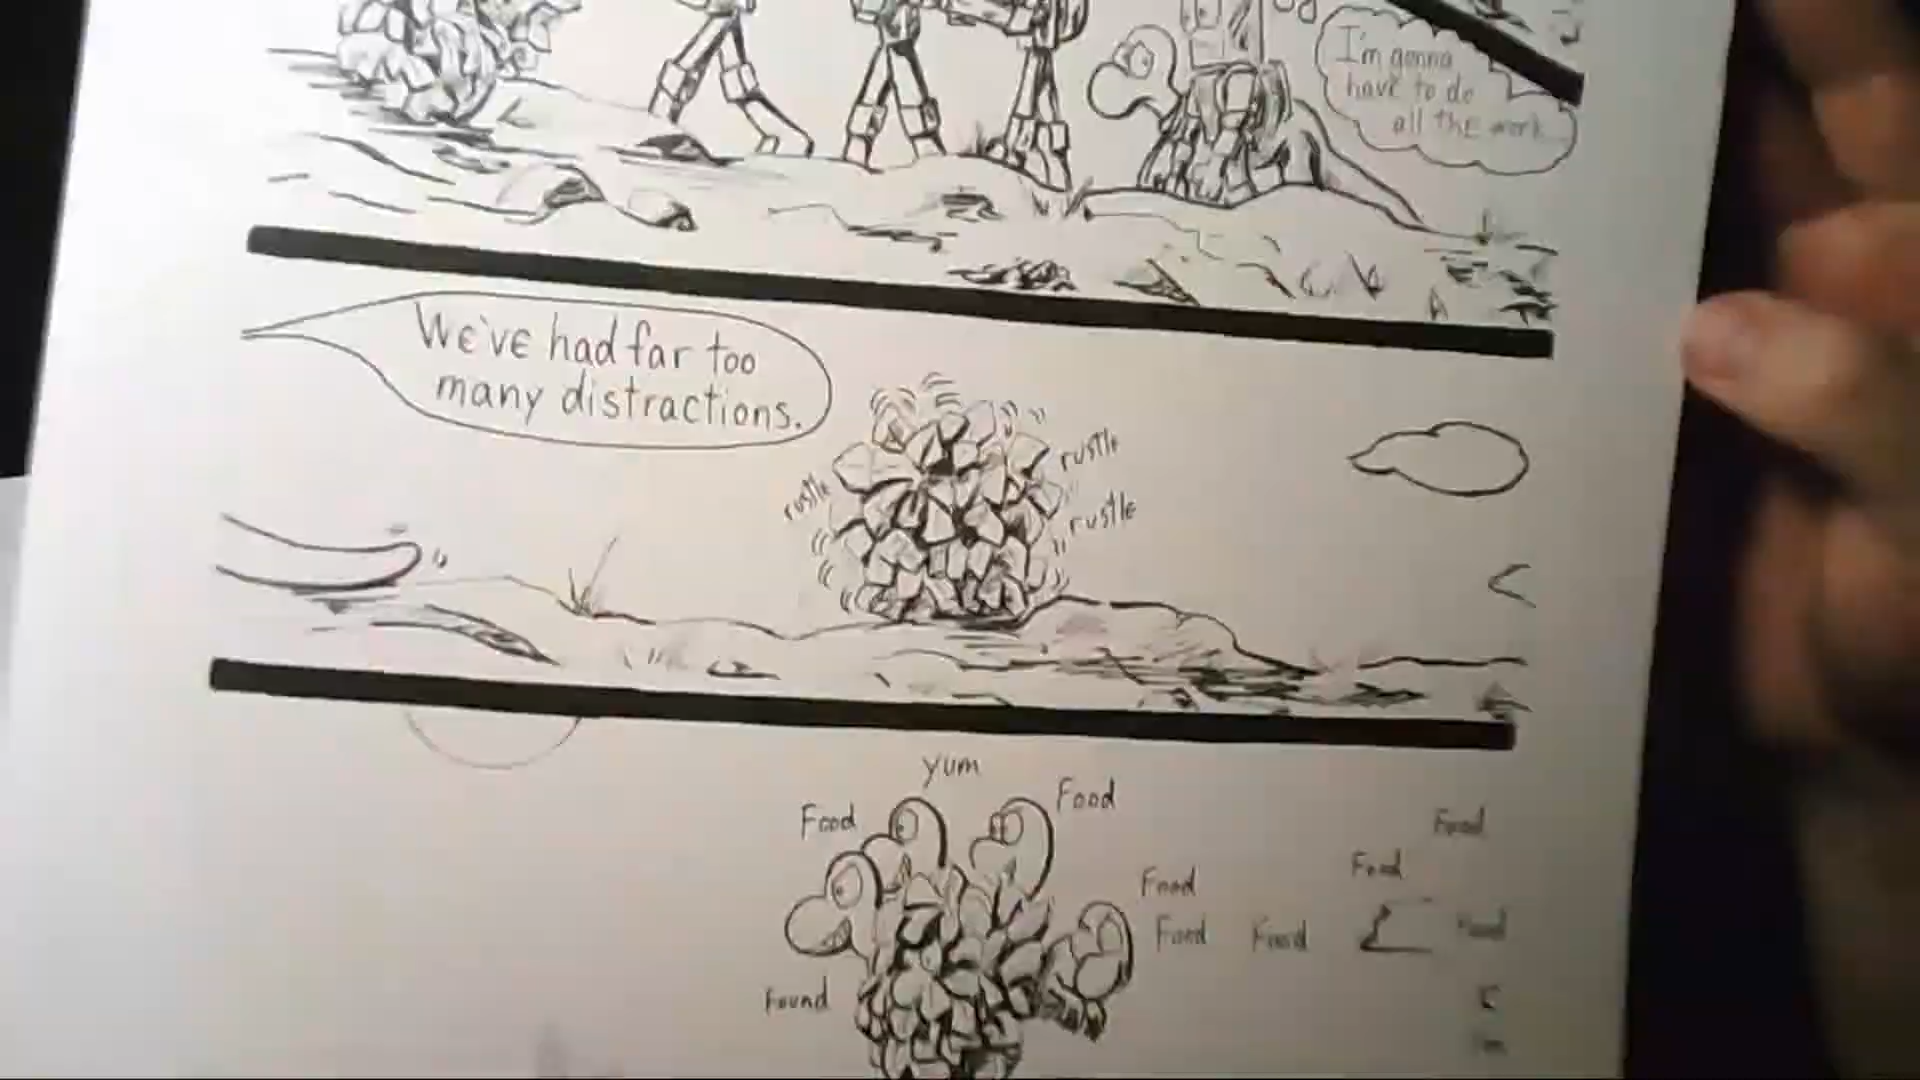 I'm gonna
have to do
all the work
We've had far too
many distractions.
rustle
rustle
rustle
yum
Food
Food
Food
Food
Food
Food
Food
Food
Found